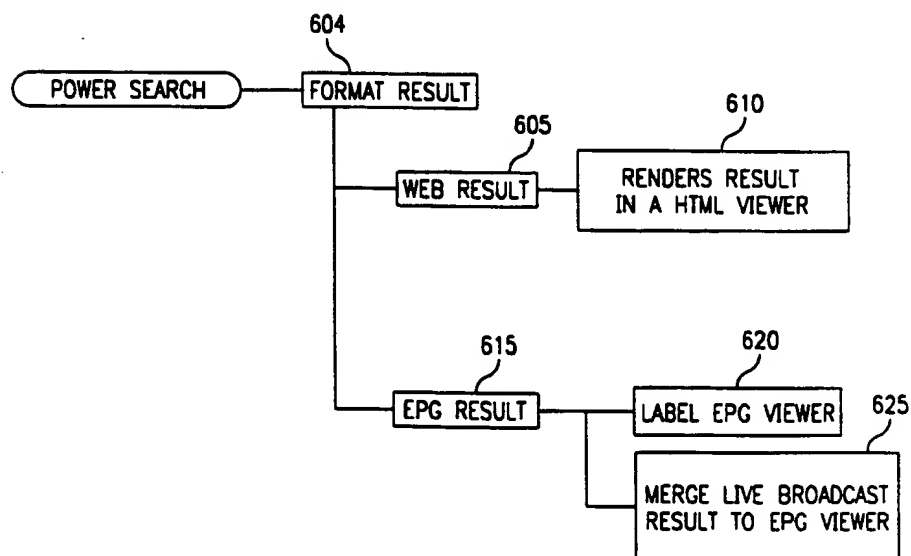 604
POWER SEARCH
FORMAT RESULT
605
610
WEB RESULT
RENDERS RESULT
IN A HTML VIEWER
615
620
EPG RESULT
LABEL EPG VIEWER
625
MERGE LIVE BROADCAST
RESULT TO EPG VIEWER